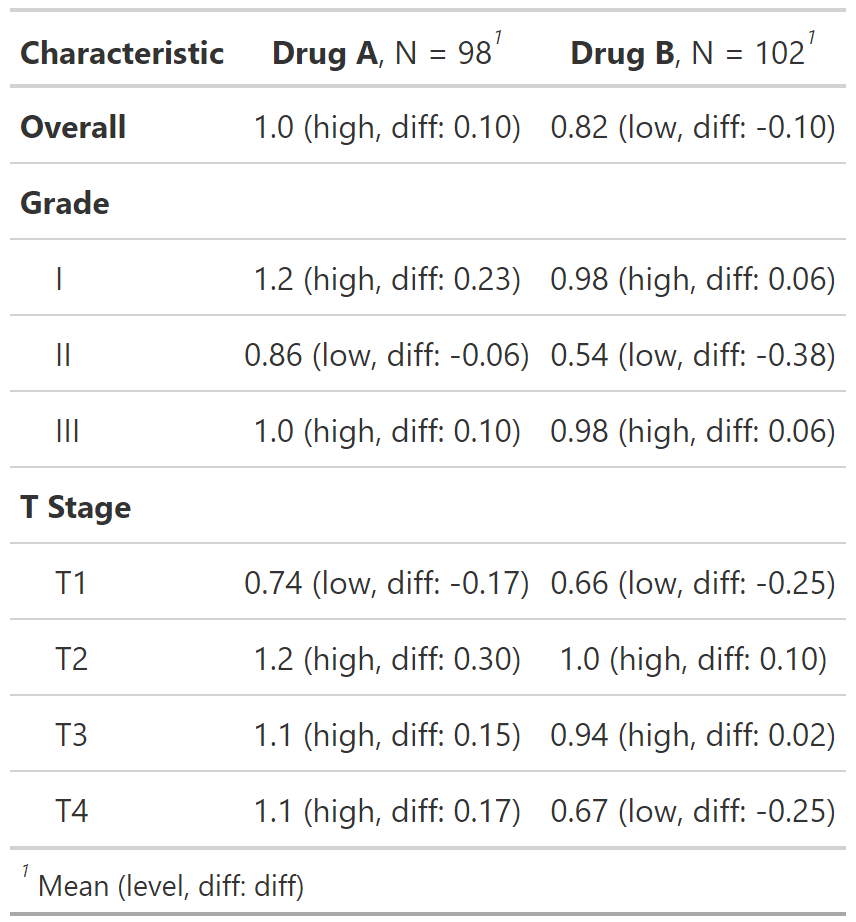 Characteristic Drug A, N = 98¹ Drug B, N = 102¹
Overall 1.0 (high, diff: 0.10) 0.82 (low, diff: -0.10)
Grade
I 1.2 (high, diff: 0.23) 0.98 (high, diff: 0.06)
II 0.86 (low, diff: -0.06) 0.54 (low, diff: -0.38)
III 1.0 (high, diff: 0.10) 0.98 (high, diff: 0.06)
T Stage
T1 0.74 (low, diff: -0.17) 0.66 (low, diff: -0.25)
T2 1.2 (high, diff: 0.30) 1.0 (high, diff: 0.10)
T3 1.1 (high, diff: 0.15) 0.94 (high, diff: 0.02)
T4 1.1 (high, diff: 0.17) 0.67 (low, diff: -0.25)
¹ Mean (level, diff: diff)